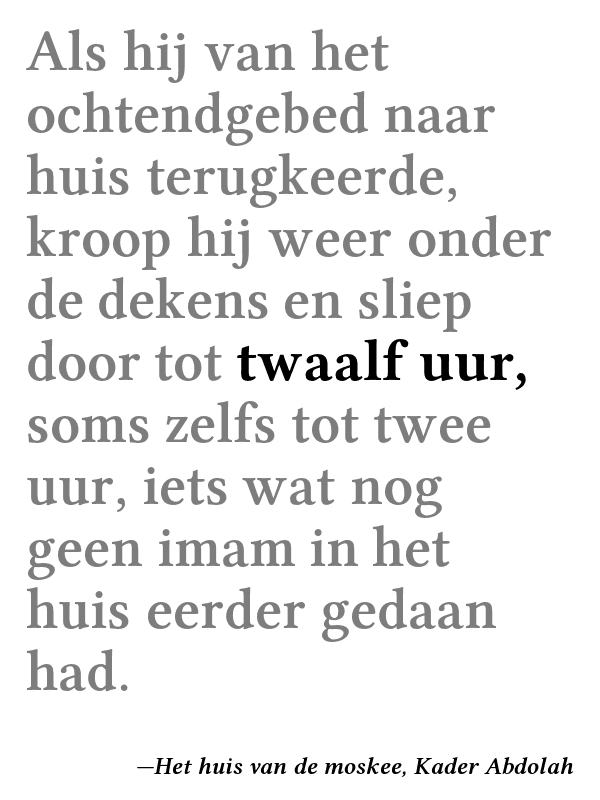 Als hij van het
ochtendgebed naar
huis terugkeerde,
kroop hij weer onder
de dekens en sliep
door tot twaalf uur,
soms zelfs tot twee
uur, iets wat nog
geen imam in het
huis eerder gedaan
had.
—Het huis van de moskee, Kader Abdolah